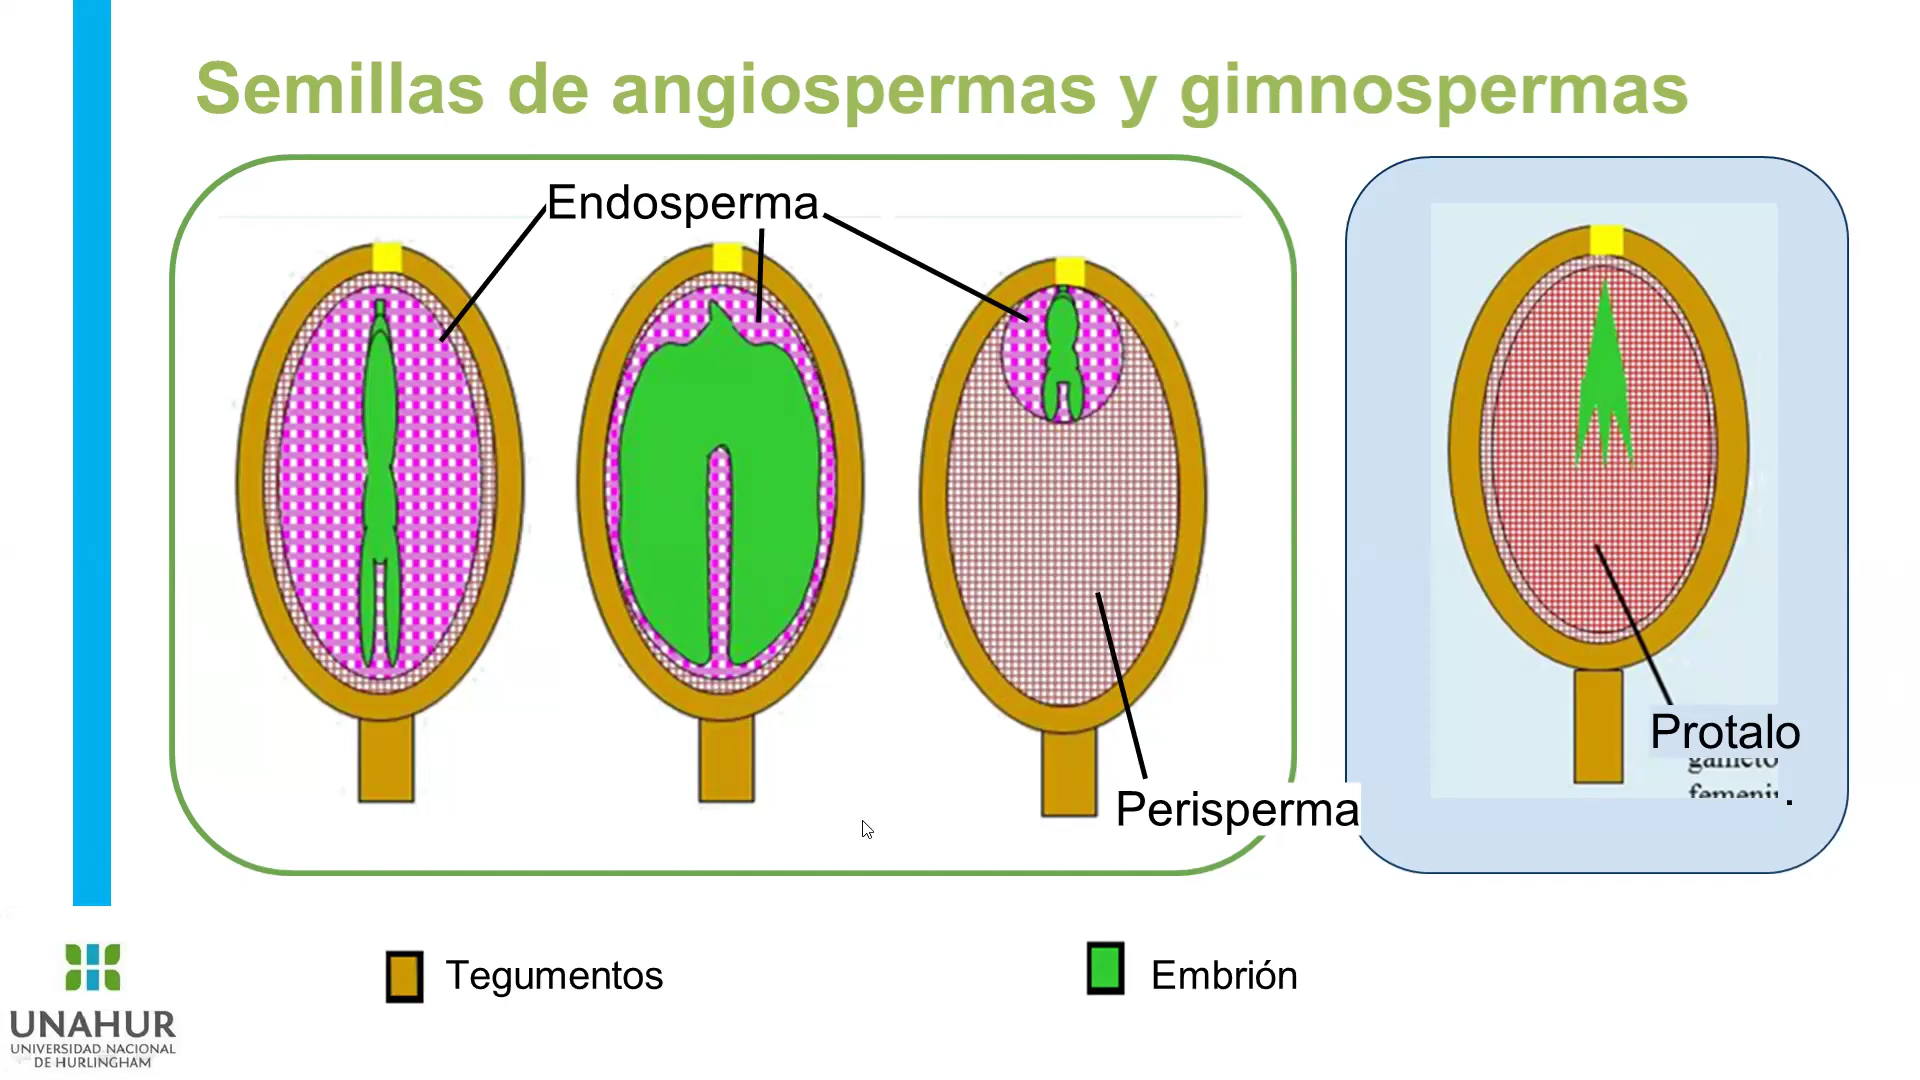 Semillas de angiospermas y gimnospermas
Endosperma
Protalo
Perisperma
Tegumentos
Embrión
UNAHUR
UNIVERSIDAD NACIONAL
DE HURLINGHAM